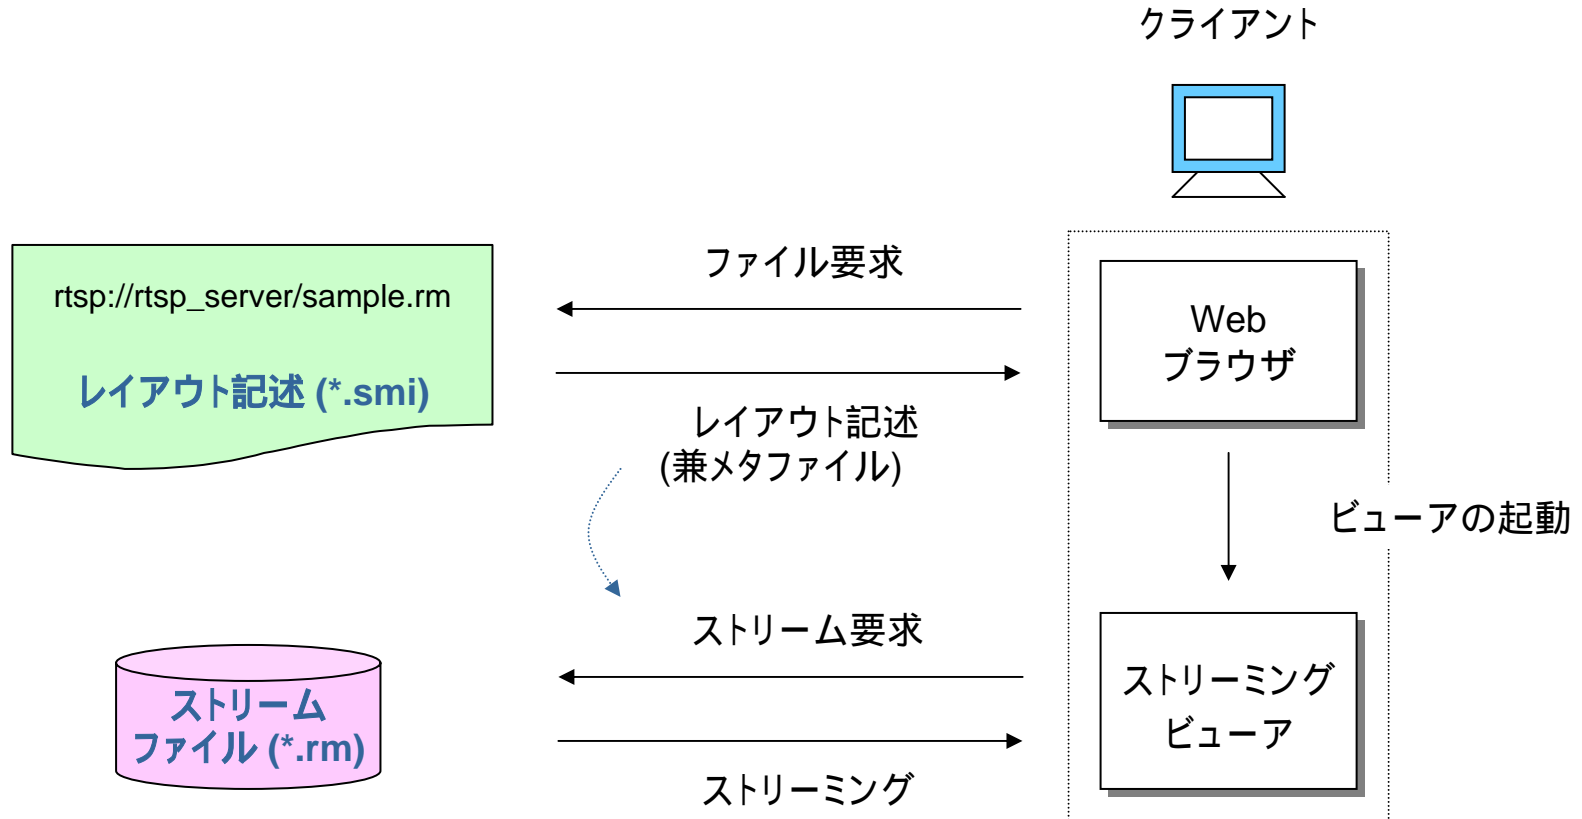 クライアント
ファイル要求
rtsp://rtsp_server/sample.rm
レイアウト記述 (*.smi)
Web
ブラウザ
レイアウト記述
(兼メタファイル)
ビューアの起動
ストリーム要求
ストリーム
ファイル (*.rm)
ストリーミング
ビューア
ストリーミング